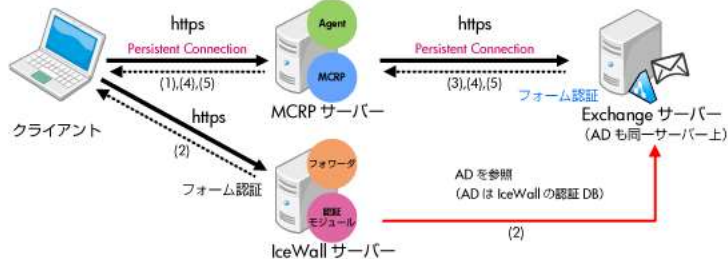 https
https
Agent
Persistent Connection
Persistent Connection
MCRP
(1),(4),(5)
(3),(4),(5)
フォーム認証
クライアント
https
MCRP サーバー
Exchange サーバー
(AD も同一サーバー上)
(2)
フォワーダ
フォーム認証
AD を参照
(AD は IceWall の認証 DB)
認証
モジュール
(2)
IceWall サーバー